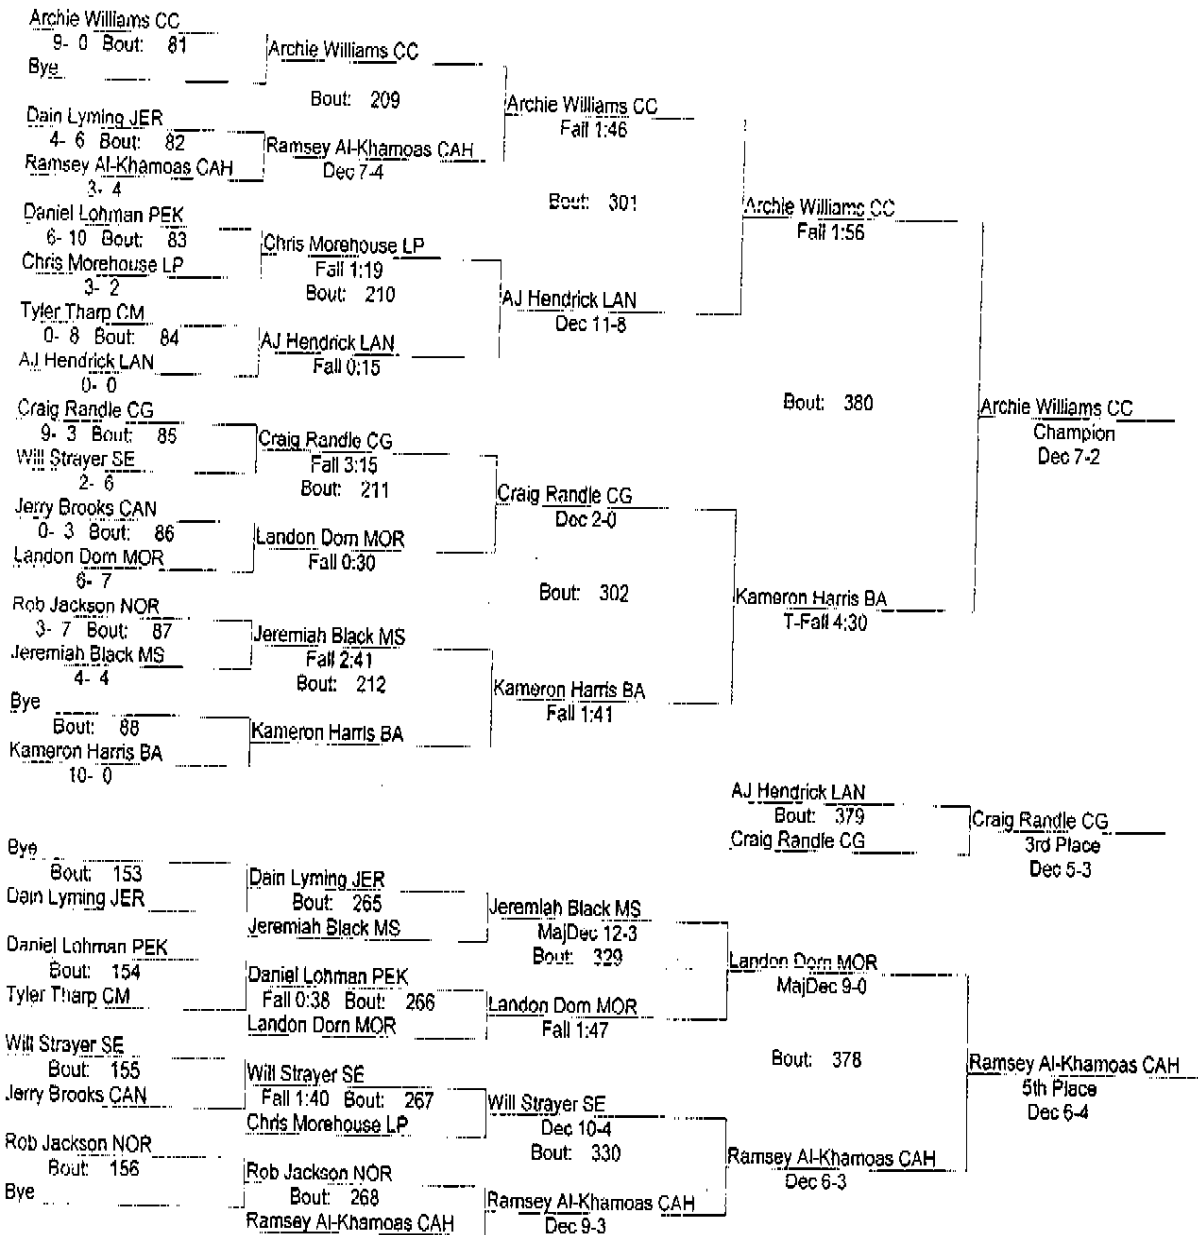 Archie Williams CC
9- 0 Bout: 81
Bye
Archie Williams CC
Bout: 209
Dain Lyming JER
4- 6 Bout: 82
Ramsey Al-Khamoas CAH
3- 4
Ramsey Al-Khamoas CAH
Dec 7-4
Archie Williams CC
Fall 1:46
Bout: 301
Daniel Lohman PEK
6- 10 Bout: 83
Chris Morehouse LP
3- 2
Chris Morehouse LP
Fall 1:19
Bout: 210
Tyler Tharp CM
0- 8 Bout: 84
AJ Hendrick LAN
0- 0
AJ Hendrick LAN
Fall 0:15
AJ Hendrick LAN
Dec 11-8
Archie Williams CC
Fall 1:56
Bout: 380
Archie Williams CC
Champion
Dec 7-2
Craig Randle CG
9- 3 Bout: 85
Will Strayer SE
2- 6
Craig Randle CG
Fall 3:15
Bout: 211
Jerry Brooks CAN
0- 3 Bout: 86
Landon Dorn MOR
6- 7
Landon Dorn MOR
Fall 0:30
Craig Randle CG
Dec 2-0
Bout: 302
Rob Jackson NOR
3- 7 Bout: 87
Jeremiah Black MS
4- 4
Jeremiah Black MS
Fall 2:41
Bout: 212
Bye
Bout: 88
Kameron Harris BA
10- 0
Kameron Harris BA
Kameron Harris BA
Fall 1:41
Kameron Harris BA
T-Fall 4:30
AJ Hendrick LAN
Bout: 379
Craig Randle CG
Craig Randle CG
3rd Place
Dec 5-3
Bye
Bout: 153
Dain Lyming JER
Dain Lyming JER
Bout: 265
Jeremiah Black MS
Jeremiah Black MS
MajDec 12-3
Bout: 329
Daniel Lohman PEK
Bout: 154
Tyler Tharp CM
Daniel Lohman PEK
Fall 0:38 Bout: 266
Landon Dorn MOR
Landon Dorn MOR
Fall 1:47
Landon Dorn MOR
MajDec 9-0
Bout: 378
Will Strayer SE
Bout: 155
Jerry Brooks CAN
Will Strayer SE
Fall 1:40 Bout: 267
Chris Morehouse LP
Will Strayer SE
Dec 10-4
Bout: 330
Rob Jackson NOR
Bout: 156
Bye
Rob Jackson NOR
Bout: 268
Ramsey Al-Khamoas CAH
Ramsey Al-Khamoas CAH
Dec 9-3
Ramsey Al-Khamoas CAH
Dec 6-3
Ramsey Al-Khamoas CAH
5th Place
Dec 6-4